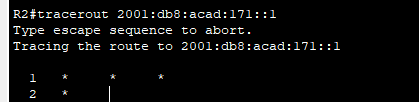 R2#tracerout 2001:db8:acad:171::1
Type escape sequence to abort.
Tracing the route to 2001:db8:acad:171::1
1 * * *
2 *